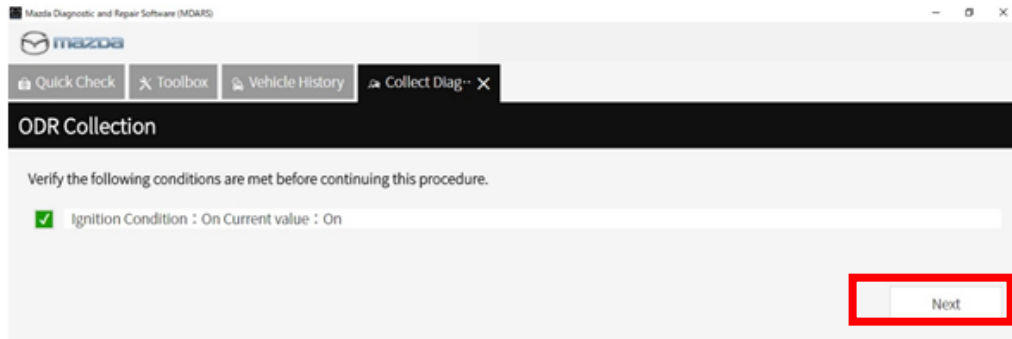 Mazda Diagnostic and Repair Software (MDARS)
mazda
Quick Check Toolbox Vehicle History Collect Diag··
ODR Collection
Verify the following conditions are met before continuing this procedure.
Ignition Condition：On Current value：On
Next